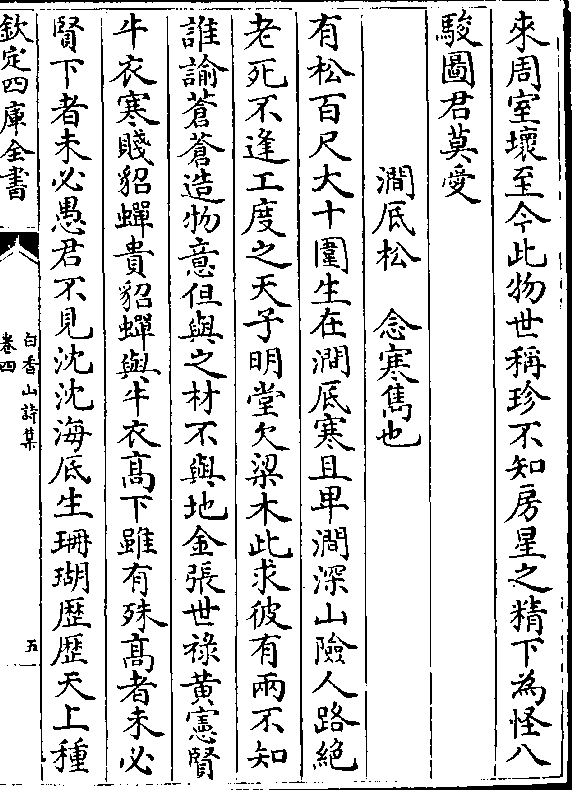 來周室壞至今此物世稱珍不知房星之精下為怪八
駿圖君莫愛
澗底松　念寒儁也
有松百尺大十圍生在澗底寒且卑澗深山險人路絶
老死不逢工度之天子明堂欠梁木此求彼有兩不知
誰諭蒼蒼造物意但與之材不與地金張世祿黃憲賢
牛衣寒賤貂蟬貴貂蟬與牛衣高下雖有殊高者未必
賢下者未必愚君不見沈沈海底生珊瑚歴歴天上種
欽定四庫全書
白香山詩集
卷四
五